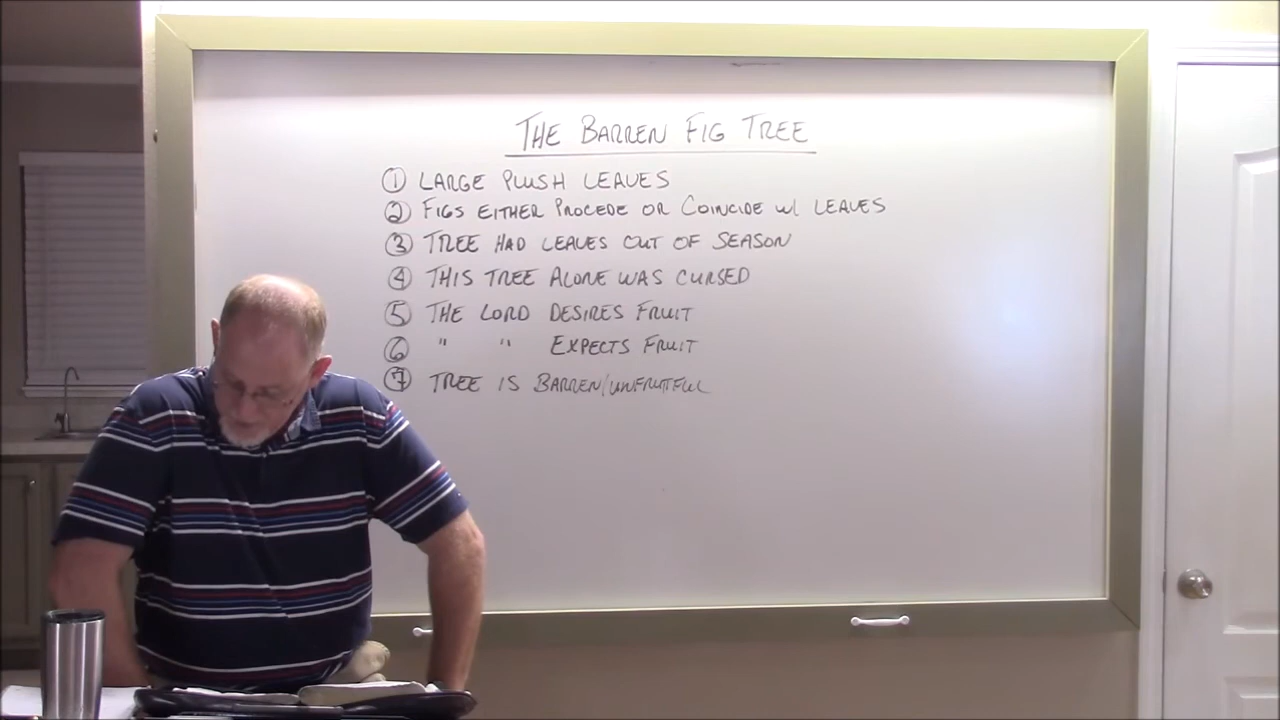 THE BARREN FIG TREE
① LARGE PLUSH LEAVES
② FIGS EITHER PROCEDE OR COINCIDE W/ LEAVES
③ TREE HAD LEAVES OUT OF SEASON
④ THIS TREE ALONE WAS CURSED
⑤ THE LORD DESIRES FRUIT
⑥ " " EXPECTS FRUIT
⑦ TREE IS BARREN/UNFRUITFUL